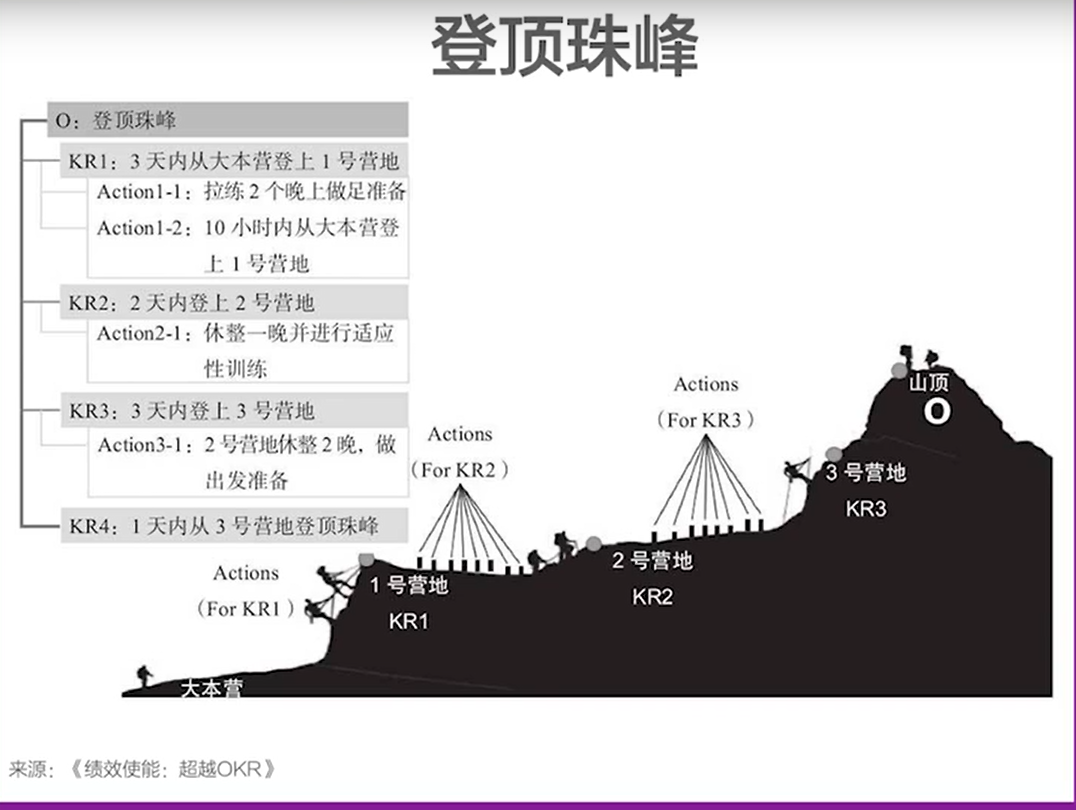 登顶珠峰
O：登顶珠峰
KR1：3 天内从大本营登上 1 号营地
Action1-1：拉练 2 个晚上做足准备
Action1-2：10 小时内从大本营登
上 1 号营地
KR2：2 天内登上 2 号营地
Action2-1：休整一晚并进行适应
性训练
KR3：3 天内登上 3 号营地
Action3-1：2 号营地休整 2 晚，做
出发准备
KR4：1 天内从 3 号营地登顶珠峰
Actions
（For KR1）
Actions
（For KR2）
Actions
（For KR3）
大本营
1 号营地
KR1
2 号营地
KR2
3 号营地
KR3
山顶
O
来源：《绩效使能：超越OKR》